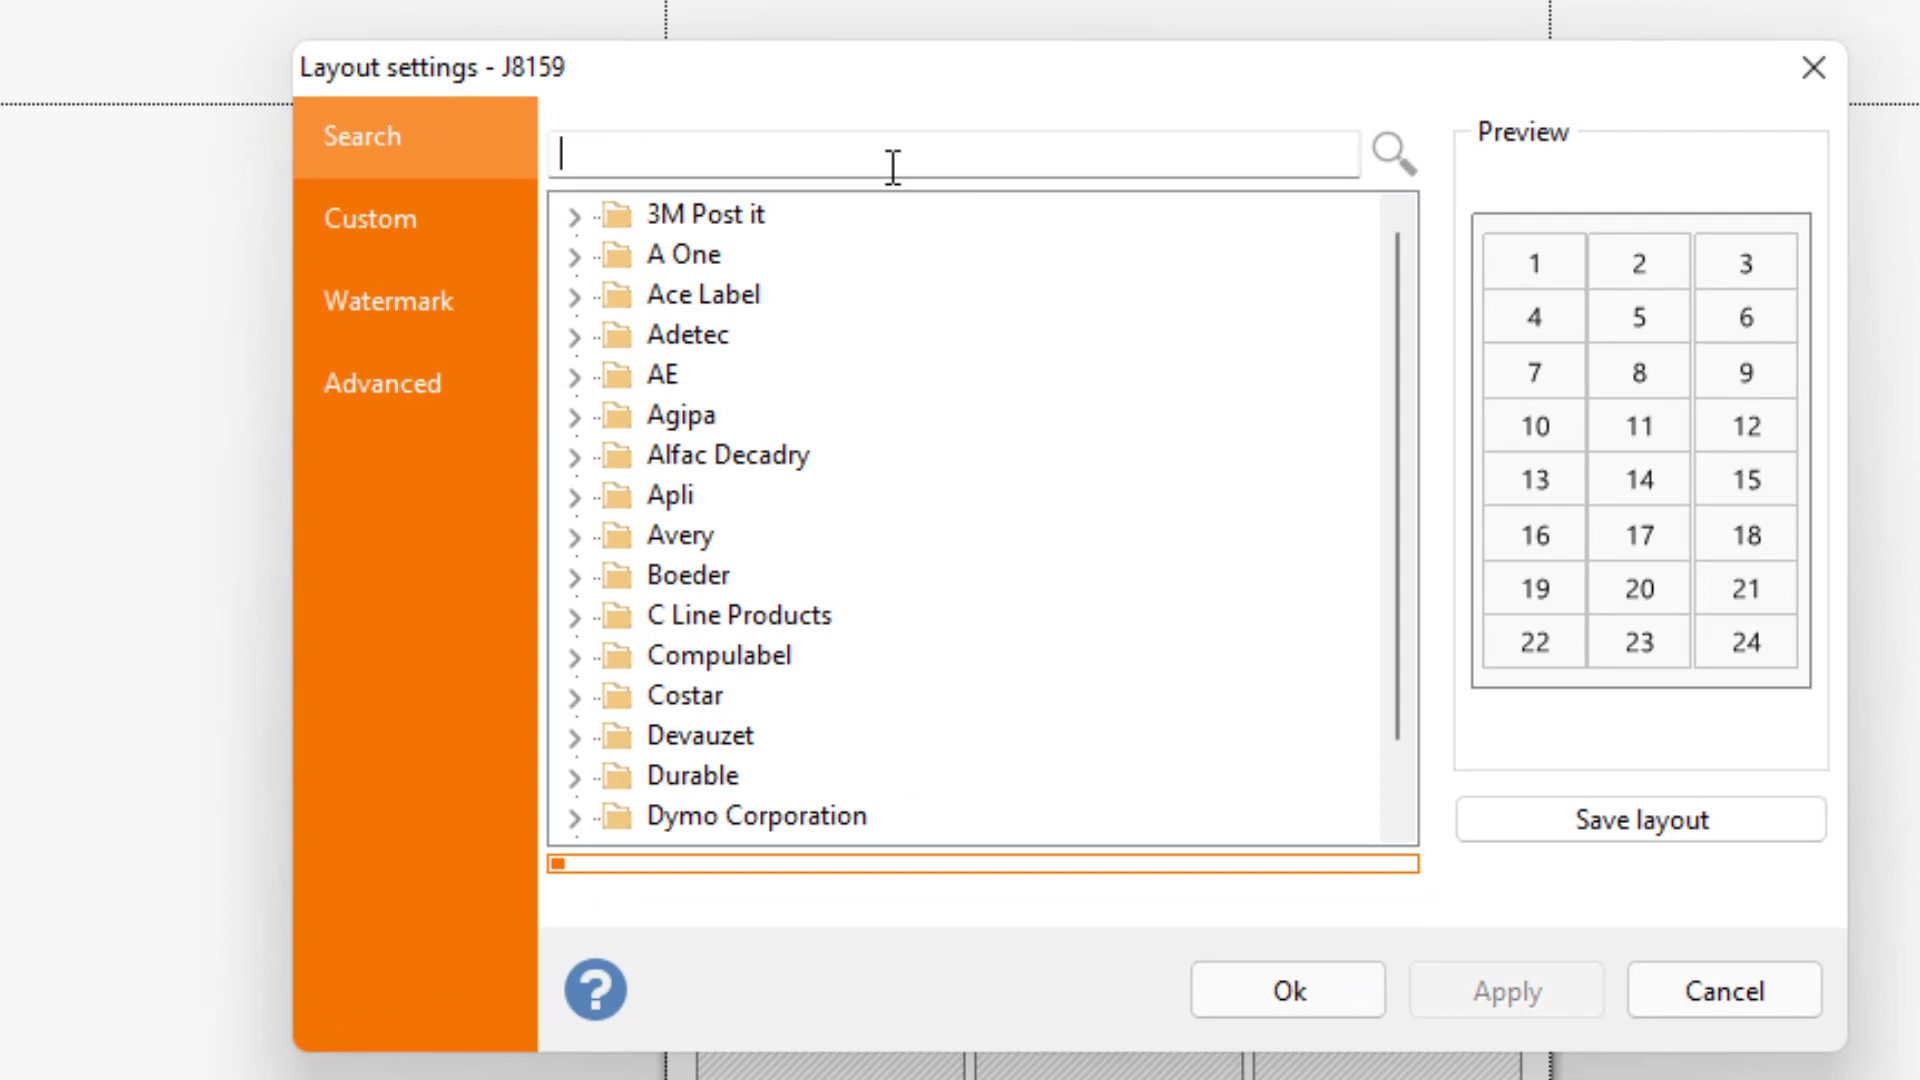 Layout settings - J8159
Search
Custom
Watermark
Advanced
3M Post it
A One
Ace Label
Adetec
AE
Agipa
Alfac Decadry
Apli
Avery
Boeder
C Line Products
Compulabel
Costar
Devauzet
Durable
Dymo Corporation
Preview
1 2 3
4 5 6
7 8 9
10 11 12
13 14 15
16 17 18
19 20 21
22 23 24
Save layout
?
Ok Apply Cancel